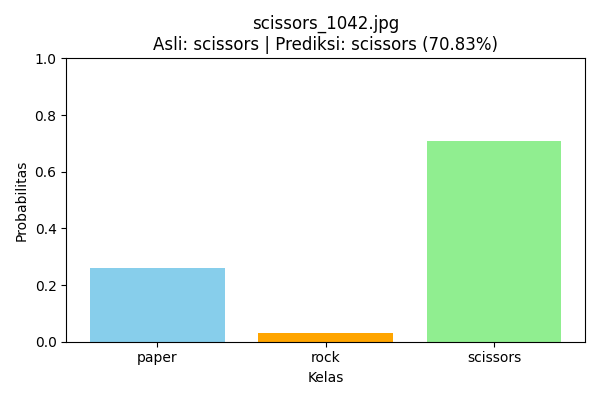 scissors_1042.jpg
Asli: scissors | Prediksi: scissors (70.83%)
1.0
0.8
0.6
0.4
0.2
0.0
Probabilitas
paper
rock
scissors
Kelas